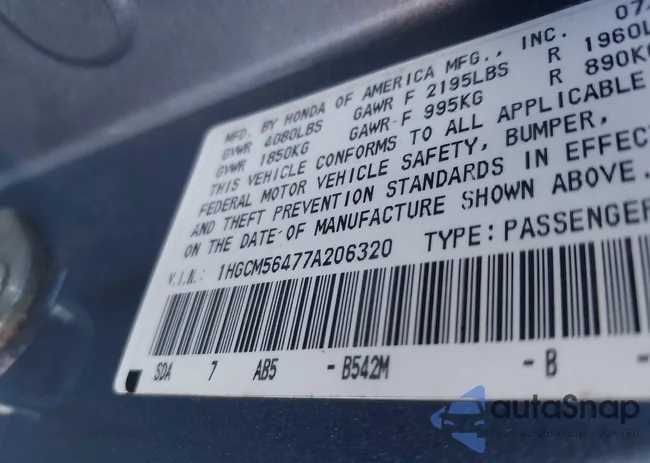 MFD. BY HONDA OF AMERICA MFG., INC. 07
GVWR 4080LBS GAWR F 2195LBS R 1960L
GVWR 1850KG GAWR F 995KG R 890KG
THIS VEHICLE CONFORMS TO ALL APPLICABLE
FEDERAL MOTOR VEHICLE SAFETY, BUMPER,
AND THEFT PREVENTION STANDARDS IN EFFEC
ON THE DATE OF MANUFACTURE SHOWN ABOVE.
V.I.N.: 1HGCM56477A206320 TYPE: PASSENGER
SDA 7 AB5 - B542M - B -
autoSnap